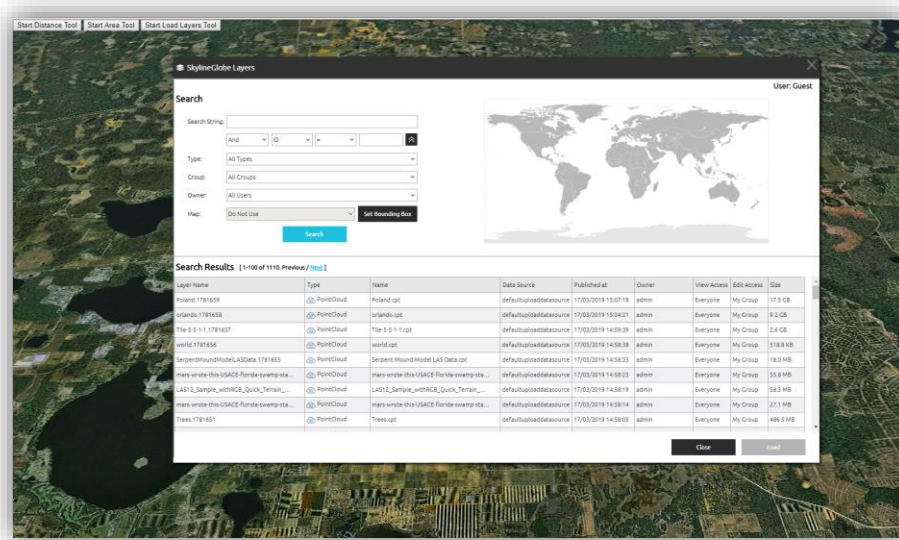 Start Distance Tool Start Area Tool Start Load Layers Tool
SkylineGlobe Layers
User: Guest
Search
Search String:
And ID =
Type: All Types
Group: All Groups
Owner: All Users
Map: Do Not Use Set Bounding Box
Search
Search Results [ 1-100 of 1110. Previous / Next ]
Layer Name Type Name Data Source Published at Owner View Access Edit Access Size
Poland.1781659 PointCloud Poland.cpt defaultuploaddatasource 17/03/2019 15:07:19 admin Everyone My Group 17.5 GB
orlando.1781658 PointCloud orlando.cpt defaultuploaddatasource 17/03/2019 15:04:21 admin Everyone My Group 9.2 GB
Tile-5-5-1-1.1781657 PointCloud Tile-5-5-1-1.cpt defaultuploaddatasource 17/03/2019 14:59:39 admin Everyone My Group 2.6 GB
world.1781656 PointCloud world.cpt defaultuploaddatasource 17/03/2019 14:58:38 admin Everyone My Group 518.8 KB
SerpentMoundModelLASData.1781655 PointCloud Serpent Mound Model LAS Data.cpt defaultuploaddatasource 17/03/2019 14:58:33 admin Everyone My Group 18.0 MB
mars-wrote-this-USACE-florida-swamp-sta... PointCloud mars-wrote-this-USACE-florida-swamp-sta... defaultuploaddatasource 17/03/2019 14:58:23 admin Everyone My Group 55.8 MB
LAS12_Sample_withRGB_Quick_Terrain_... PointCloud LAS12_Sample_withRGB_Quick_Terrain_... defaultuploaddatasource 17/03/2019 14:58:19 admin Everyone My Group 58.3 MB
mars-wrote-this-USACE-florida-swamp-sta... PointCloud mars-wrote-this-USACE-florida-swamp-sta... defaultuploaddatasource 17/03/2019 14:58:14 admin Everyone My Group 27.1 MB
Trees.1781651 PointCloud Trees.cpt defaultuploaddatasource 17/03/2019 14:58:05 admin Everyone My Group 486.5 MB
Close Load